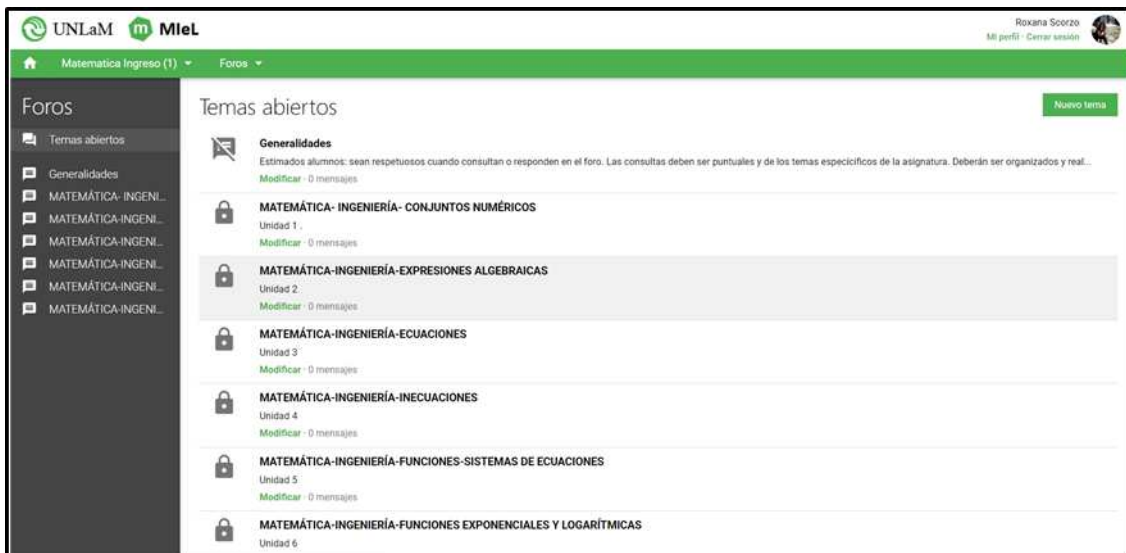 UNLaM MIeL
Roxana Scorzo
Mi perfil · Cerrar sesión
Matematica Ingreso (1) Foros
Foros
Temas abiertos
Generalidades
MATEMÁTICA- INGENI...
MATEMÁTICA-INGENI...
MATEMÁTICA-INGENI...
MATEMÁTICA-INGENI...
MATEMÁTICA-INGENI...
MATEMÁTICA-INGENI...
Temas abiertos
Nuevo tema
Generalidades
Estimados alumnos: sean respetuosos cuando consultan o responden en el foro. Las consultas deben ser puntuales y de los temas especícificos de la asignatura. Deberán ser organizados y real...
Modificar · 0 mensajes
MATEMÁTICA- INGENIERÍA- CONJUNTOS NUMÉRICOS
Unidad 1 .
Modificar · 0 mensajes
MATEMÁTICA-INGENIERÍA-EXPRESIONES ALGEBRAICAS
Unidad 2
Modificar · 0 mensajes
MATEMÁTICA-INGENIERÍA-ECUACIONES
Unidad 3
Modificar · 0 mensajes
MATEMÁTICA-INGENIERÍA-INECUACIONES
Unidad 4
Modificar · 0 mensajes
MATEMÁTICA-INGENIERÍA-FUNCIONES-SISTEMAS DE ECUACIONES
Unidad 5
Modificar · 0 mensajes
MATEMÁTICA-INGENIERÍA-FUNCIONES EXPONENCIALES Y LOGARÍTMICAS
Unidad 6